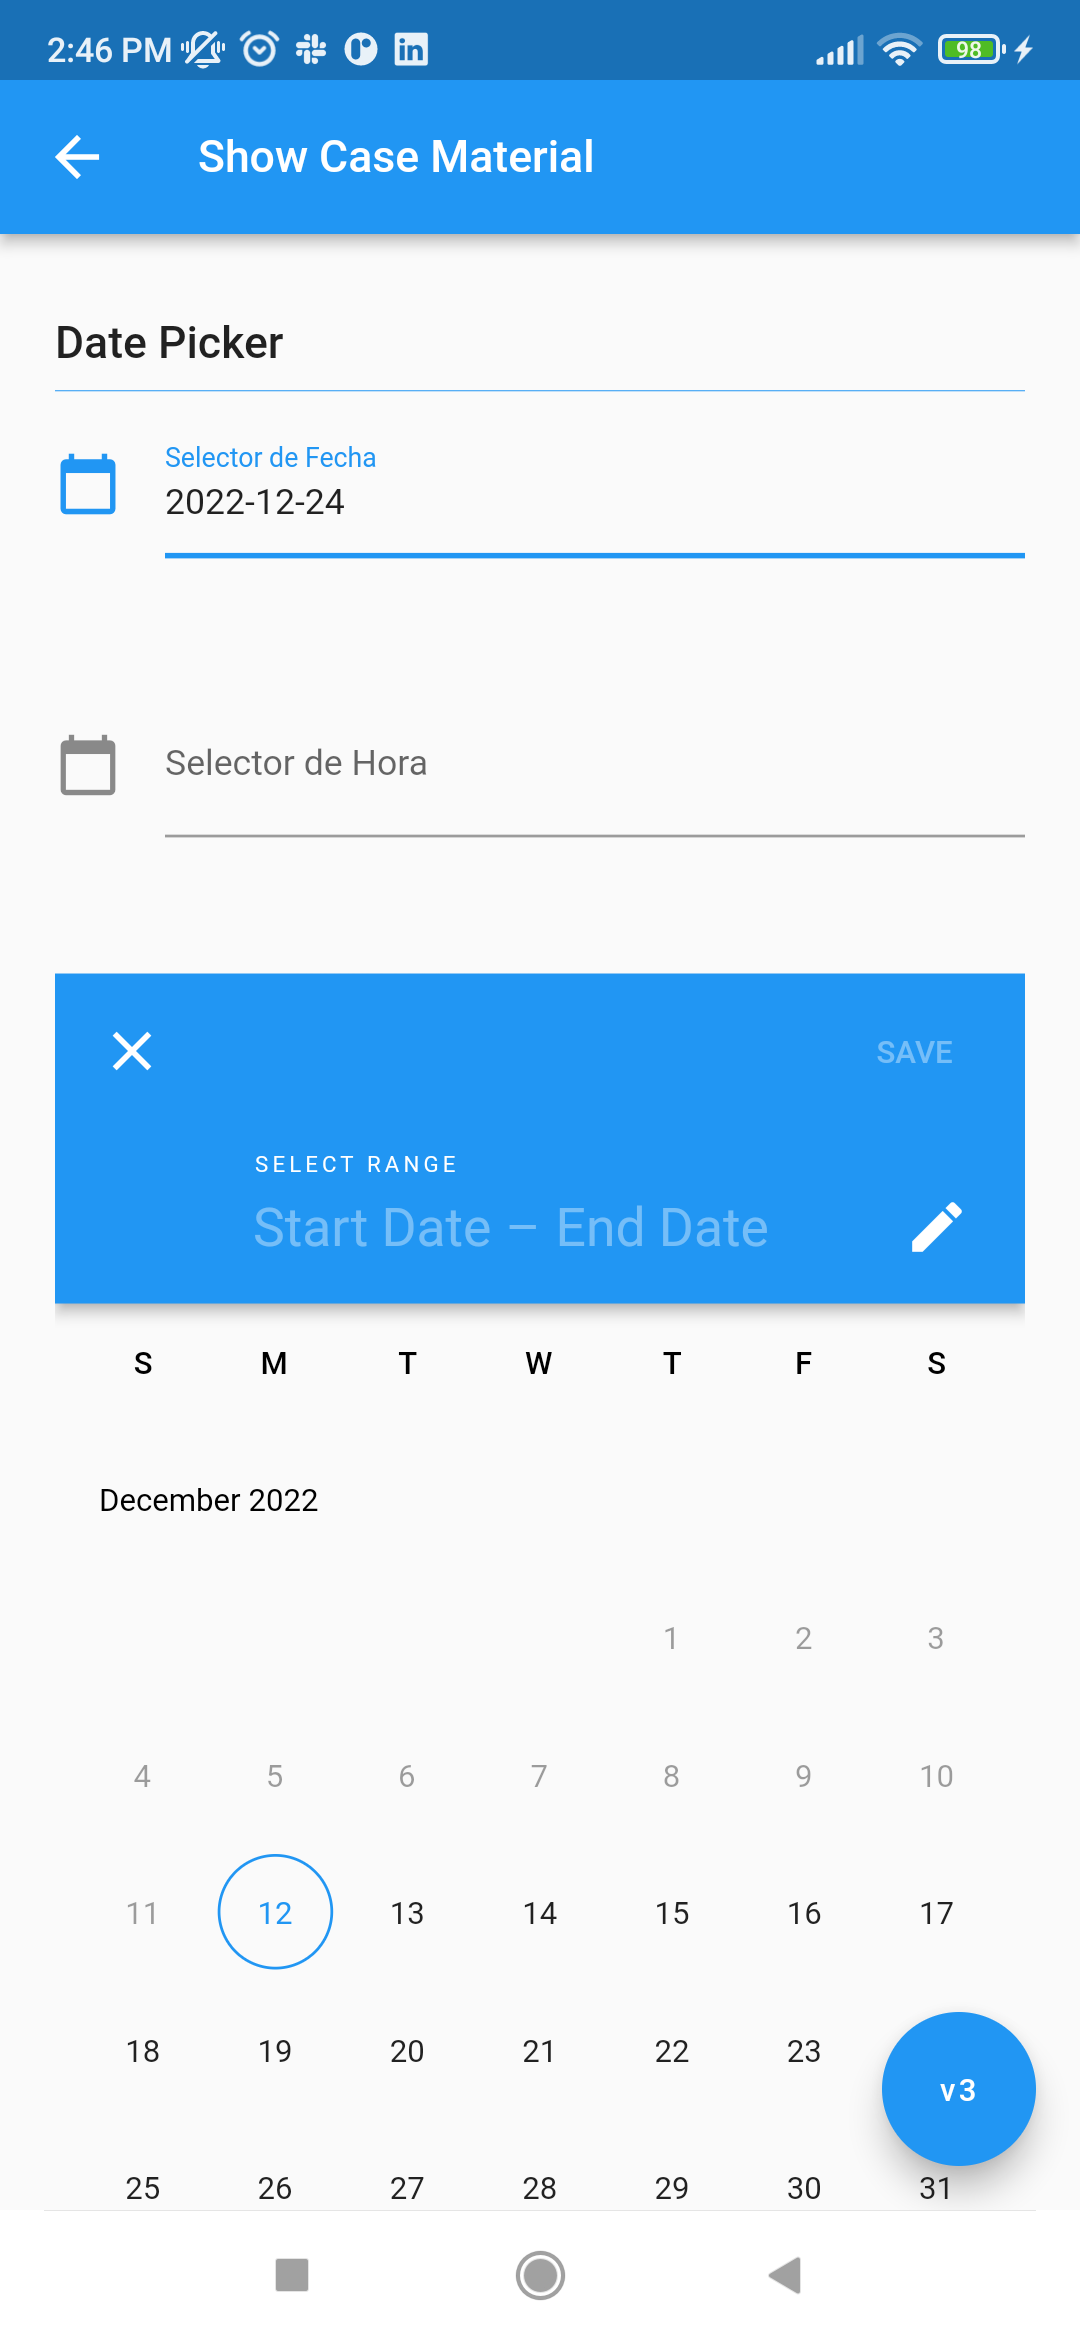 2:46 PM 98
Show Case Material
Date Picker
Selector de Fecha
2022-12-24
Selector de Hora
SAVE
SELECT RANGE
Start Date – End Date
S M T W T F S
December 2022
1 2 3
4 5 6 7 8 9 10
11 12 13 14 15 16 17
18 19 20 21 22 23
v3
25 26 27 28 29 30 31